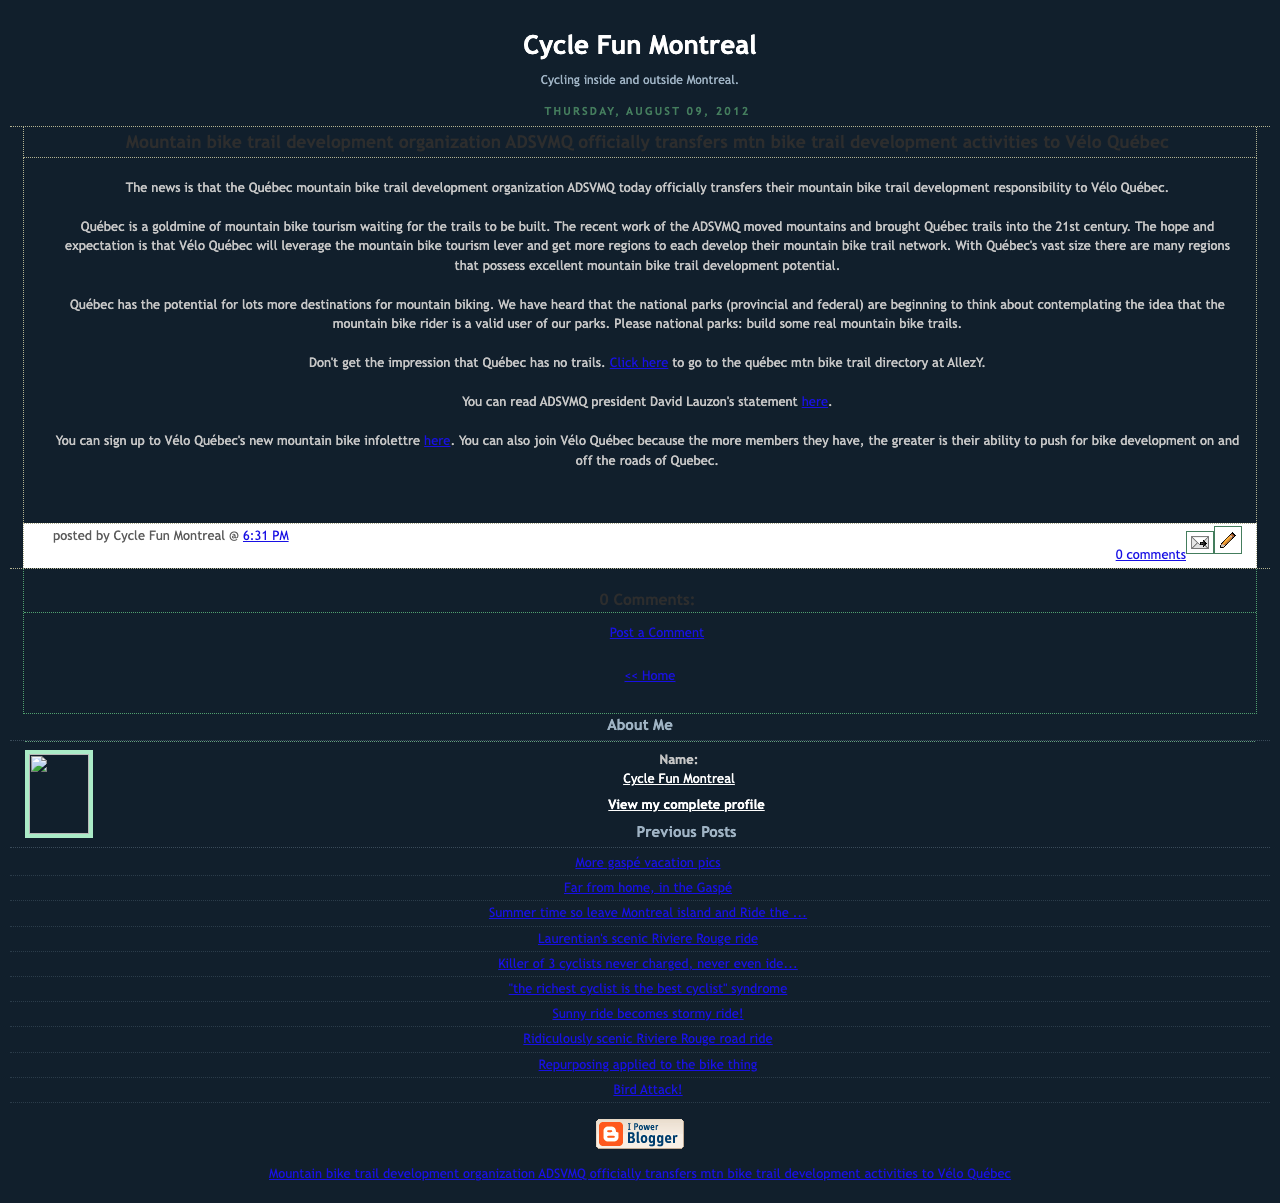 Cycle Fun Montreal
Cycling inside and outside Montreal.
THURSDAY, AUGUST 09, 2012
Mountain bike trail development organization ADSVMQ officially transfers mtn bike trail development activities to Vélo Québec
The news is that the Québec mountain bike trail development organization ADSVMQ today officially transfers their mountain bike trail development responsibility to Vélo Québec.
Québec is a goldmine of mountain bike tourism waiting for the trails to be built. The recent work of the ADSVMQ moved mountains and brought Québec trails into the 21st century. The hope and
expectation is that Vélo Québec will leverage the mountain bike tourism lever and get more regions to each develop their mountain bike trail network. With Québec's vast size there are many regions
that possess excellent mountain bike trail development potential.
Québec has the potential for lots more destinations for mountain biking. We have heard that the national parks (provincial and federal) are beginning to think about contemplating the idea that the
mountain bike rider is a valid user of our parks. Please national parks: build some real mountain bike trails.
Don't get the impression that Québec has no trails. Click here to go to the québec mtn bike trail directory at AllezY.
You can read ADSVMQ president David Lauzon's statement here.
You can sign up to Vélo Québec's new mountain bike infolettre here. You can also join Vélo Québec because the more members they have, the greater is their ability to push for bike development on and
off the roads of Quebec.
posted by Cycle Fun Montreal @ 6:31 PM
0 comments
0 Comments:
Post a Comment
<< Home
About Me
Name:
Cycle Fun Montreal
View my complete profile
Previous Posts
More gaspé vacation pics
Far from home, in the Gaspé
Summer time so leave Montreal Island and Ride the ...
Laurentian's scenic Riviere Rouge ride
Killer of 3 cyclists never charged, never even ide...
"the richest cyclist is the best cyclist" syndrome
Sunny ride becomes stormy ride!
Ridiculously scenic Riviere Rouge road ride
Repurposing applied to the bike thing
Bird Attack!
I Power
Blogger
Mountain bike trail development organization ADSVMQ officially transfers mtn bike trail development activities to Vélo Québec